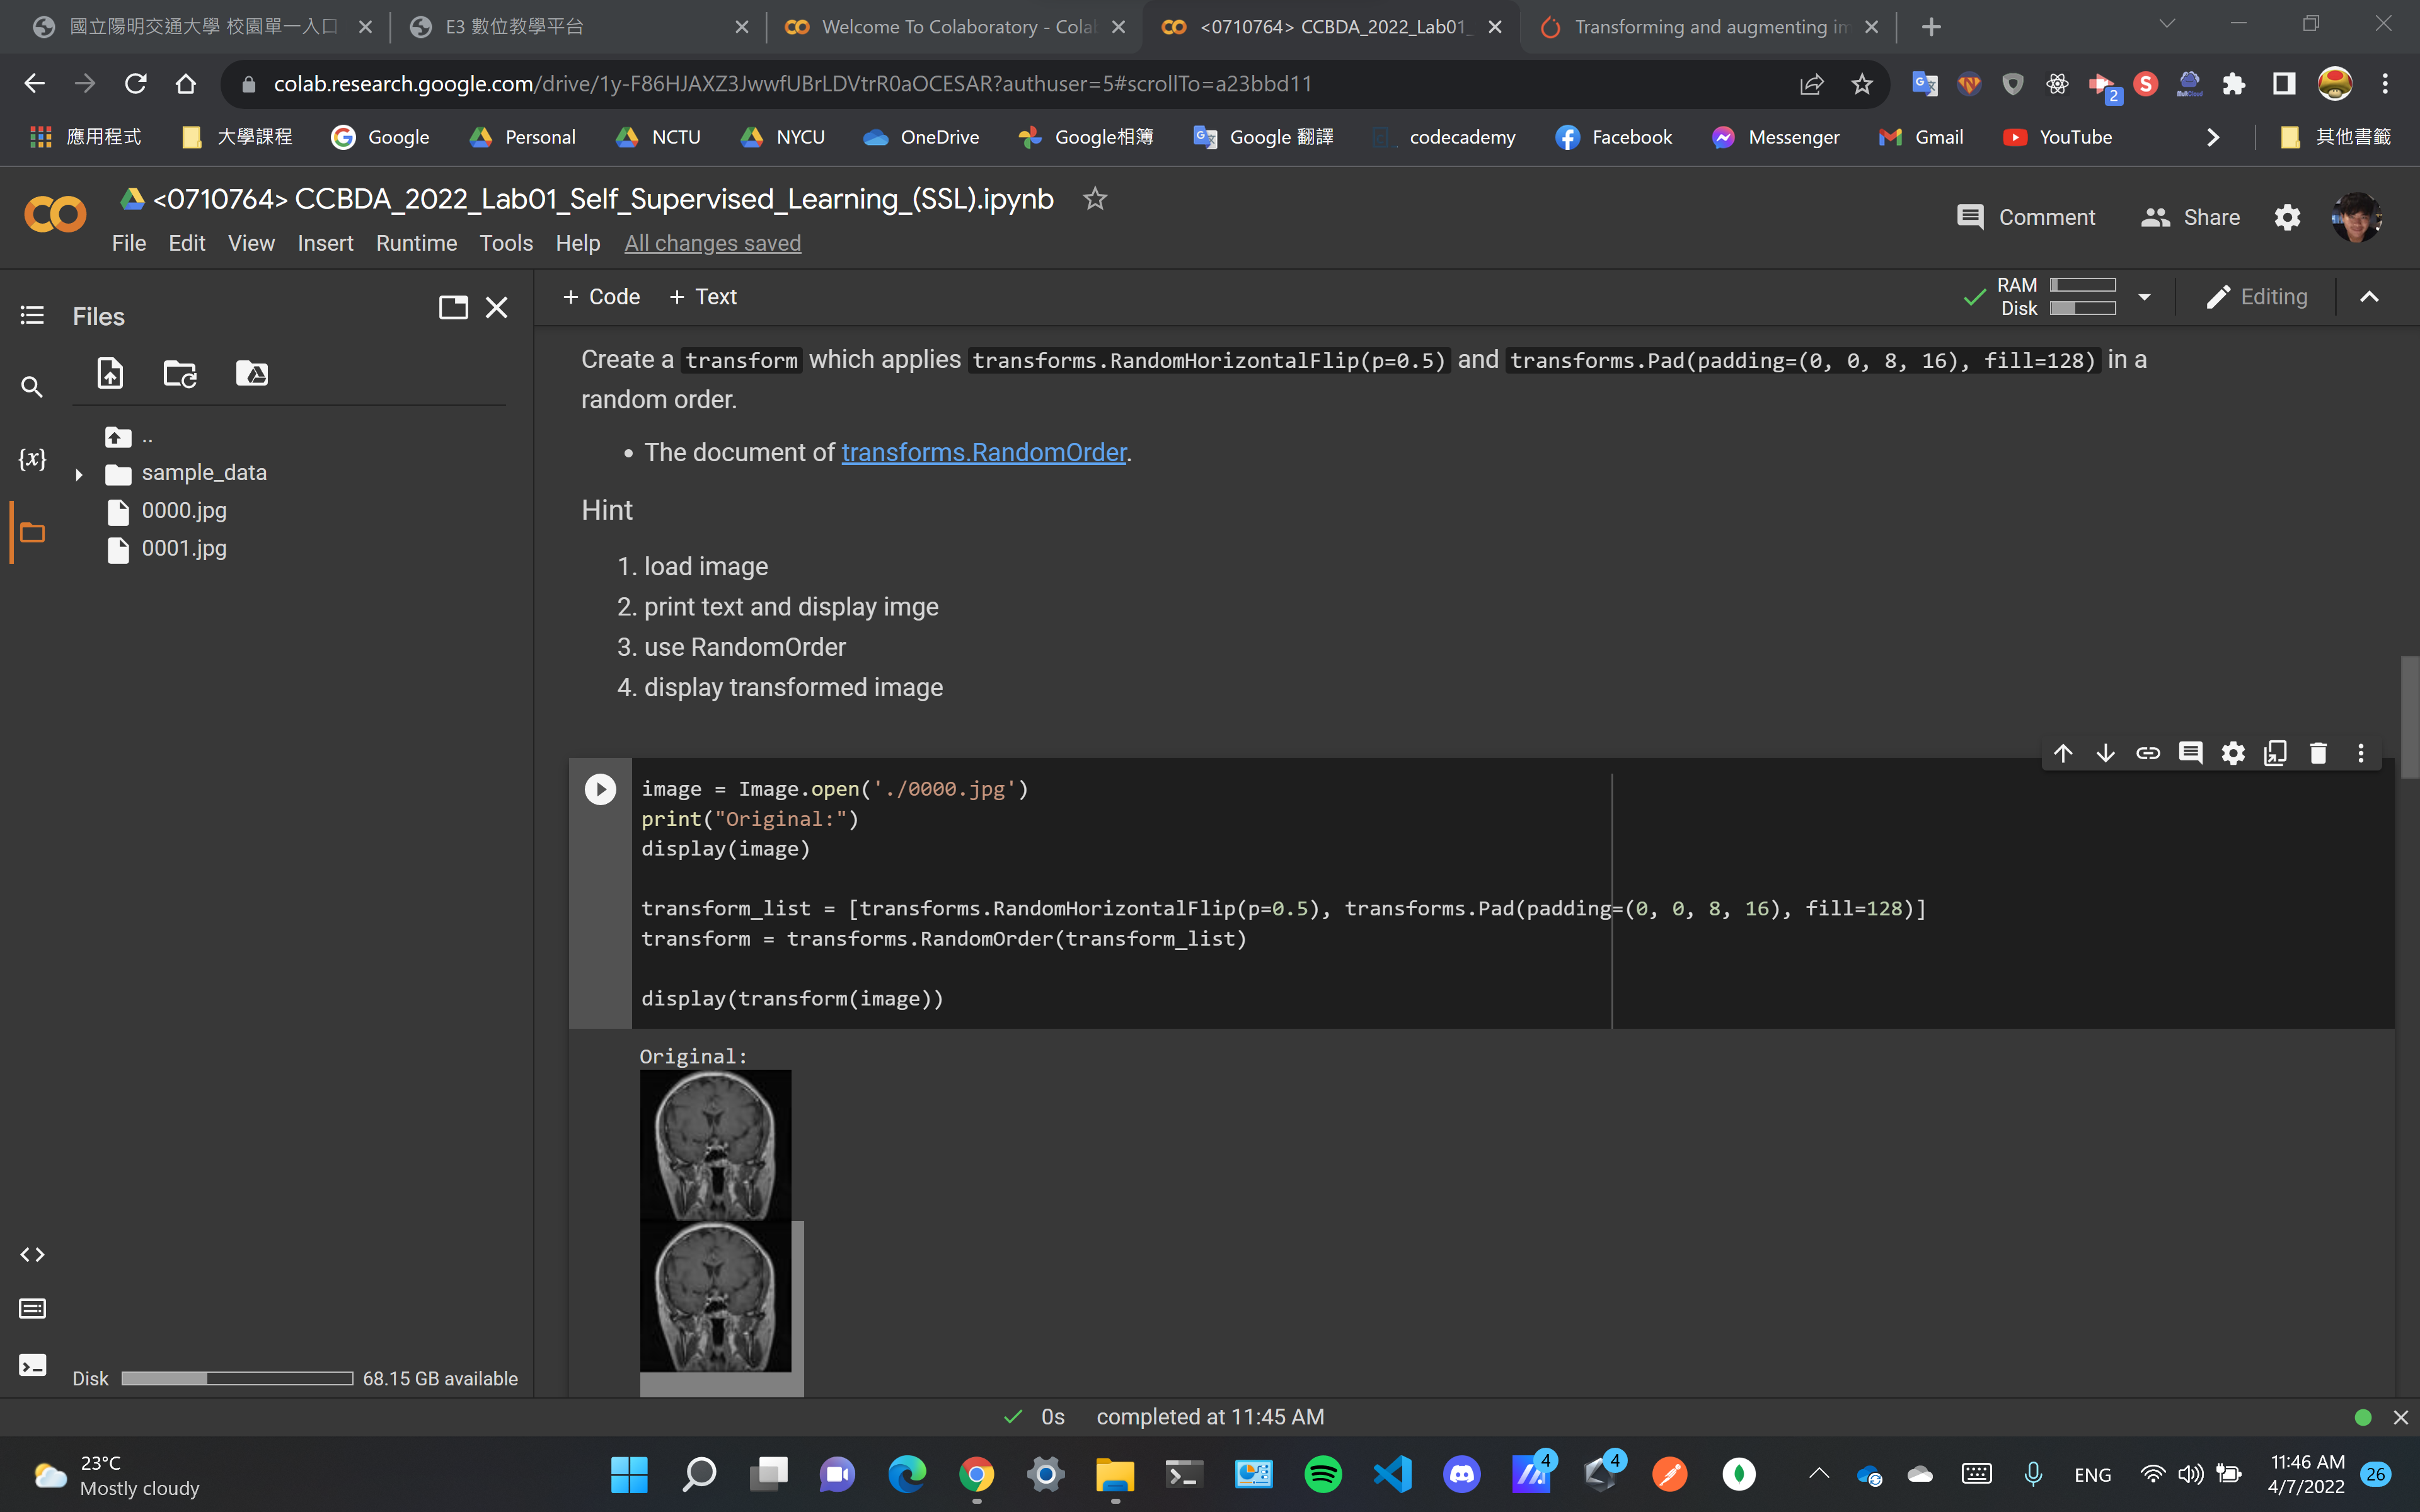 國立陽明交通大學 校園單一入口
E3 數位教學平台
Welcome To Colaboratory - Colab
<0710764> CCBDA_2022_Lab01_
Transforming and augmenting im
colab.research.google.com/drive/1y-F86HJAXZ3JwwfUBrLDVtrR0aOCESAR?authuser=5#scrollTo=a23bbd11
2
應用程式
大學課程
Google
Personal
NCTU
NYCU
OneDrive
Google相簿
Google 翻譯
codecademy
Facebook
Messenger
Gmail
YouTube
其他書籤
<0710764> CCBDA_2022_Lab01_Self_Supervised_Learning_(SSL).ipynb
Comment
Share
File Edit View Insert Runtime Tools Help All changes saved
Files
+ Code + Text
RAM
Disk
Editing
..
sample_data
0000.jpg
0001.jpg
{x}
Create a transform which applies transforms.RandomHorizontalFlip(p=0.5) and transforms.Pad(padding=(0, 0, 8, 16), fill=128) in a
random order.
• The document of transforms.RandomOrder.
Hint
1. load image
2. print text and display imge
3. use RandomOrder
4. display transformed image
image = Image.open('./0000.jpg')
print("Original:")
display(image)
transform_list = [transforms.RandomHorizontalFlip(p=0.5), transforms.Pad(padding=(0, 0, 8, 16), fill=128)]
transform = transforms.RandomOrder(transform_list)
display(transform(image))
Original:
Disk 68.15 GB available
0s completed at 11:45 AM
23°C
Mostly cloudy
4
4
ENG
11:46 AM
4/7/2022
26